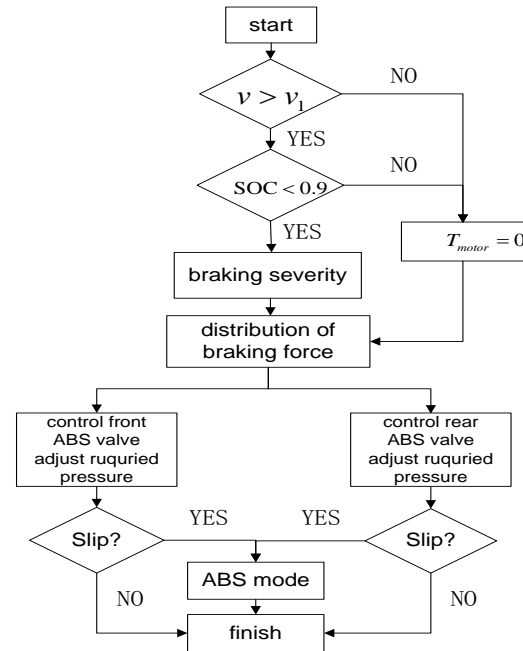 start
NO
v > v₁
YES
NO
SOC < 0.9
YES
T_motor = 0
braking severity
distribution of
braking force
control front
ABS valve
adjust ruquried
pressure
control rear
ABS valve
adjust ruquried
pressure
YES
YES
Slip?
Slip?
ABS mode
NO
NO
finish